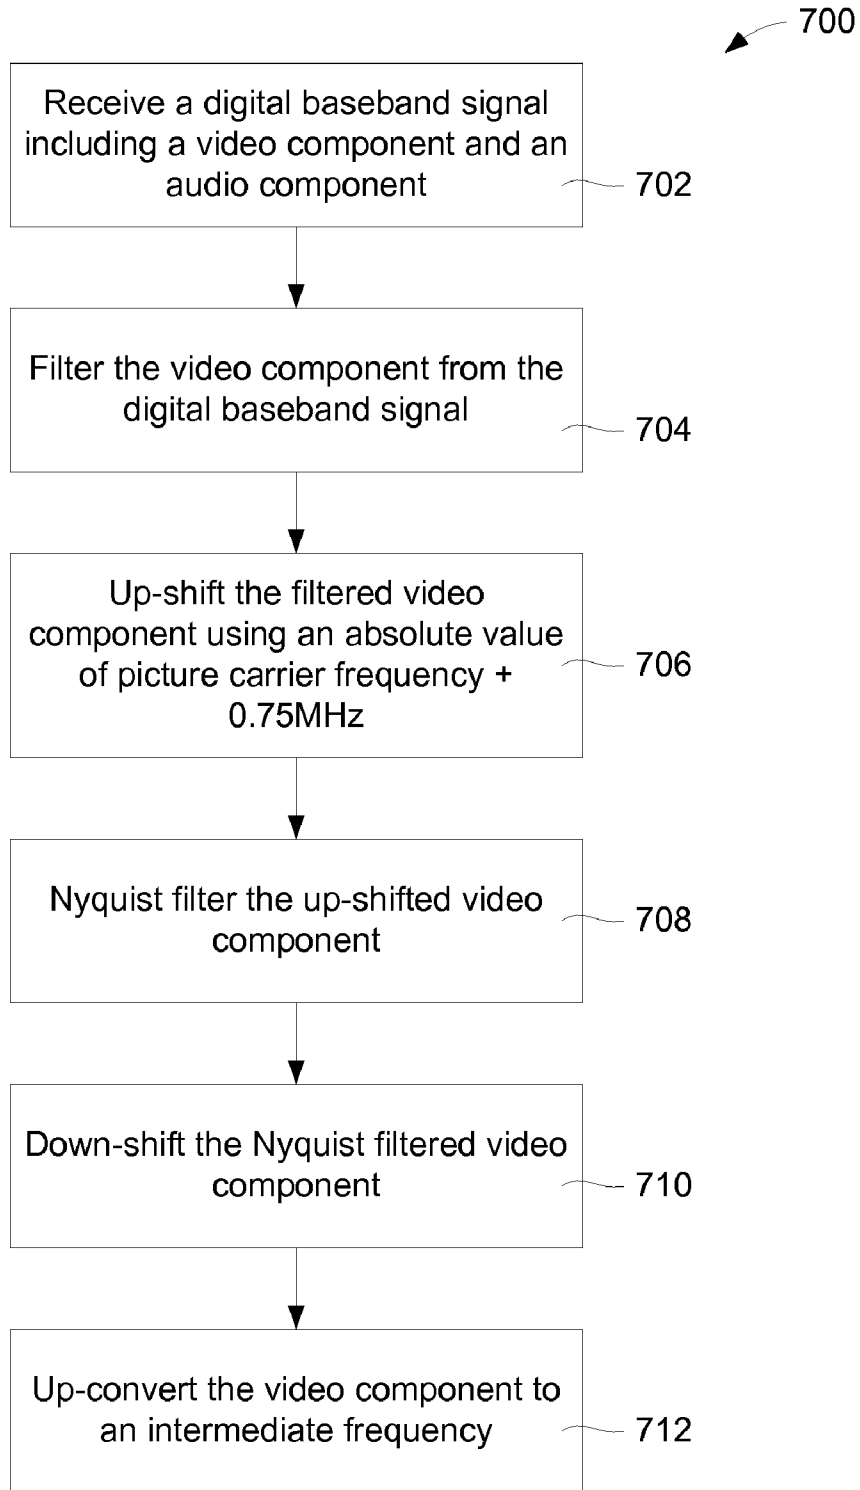 700
Receive a digital baseband signal
including a video component and an
audio component
702
Filter the video component from the
digital baseband signal
704
Up-shift the filtered video
component using an absolute value
of picture carrier frequency +
0.75MHz
706
Nyquist filter the up-shifted video
component
708
Down-shift the Nyquist filtered video
component
710
Up-convert the video component to
an intermediate frequency
712